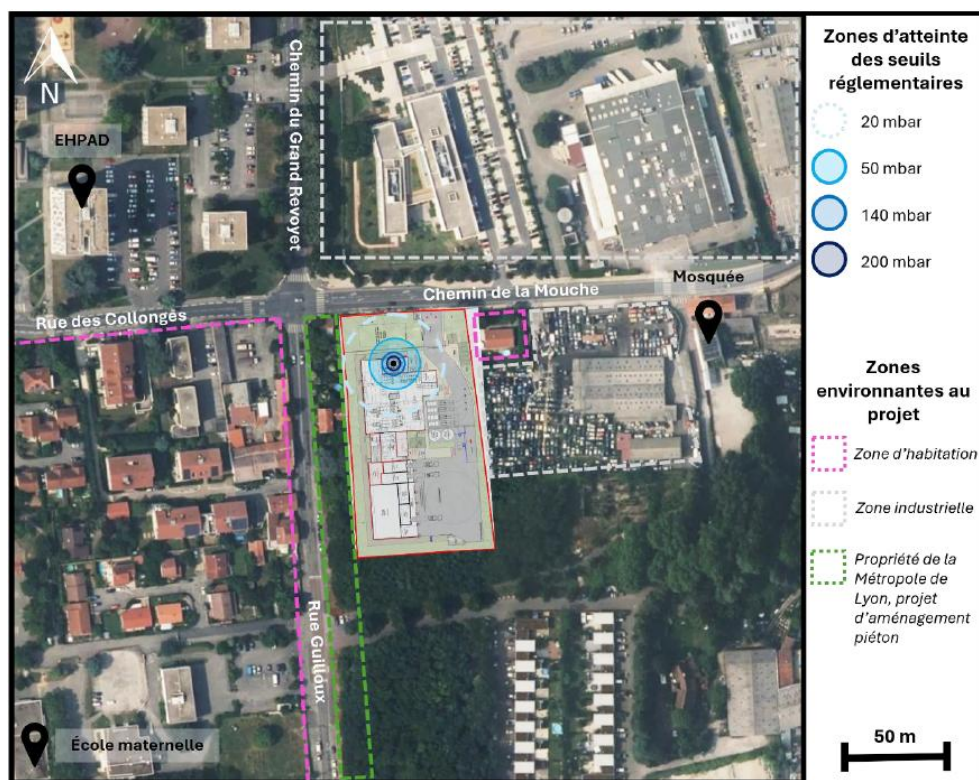 N
EHPAD
Chemin du Grand Revoyet
Rue des Collonges
Chemin de la Mouche
Mosquée
Rue Guilloux
École maternelle
Zones d'atteinte
des seuils
réglementaires
20 mbar
50 mbar
140 mbar
200 mbar
Zones
environnantes au
projet
Zone d'habitation
Zone industrielle
Propriété de la
Métropole de
Lyon, projet
d'aménagement
piéton
50 m